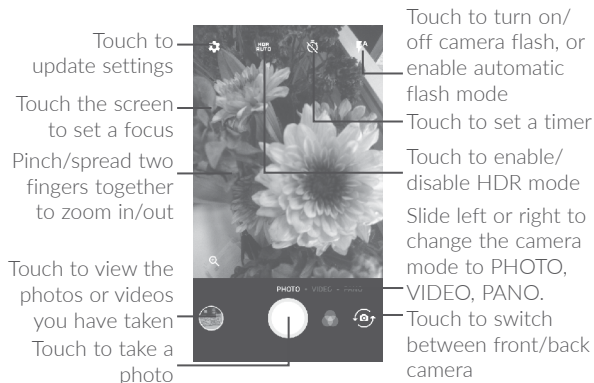 Touch to
update settings
Touch the screen
to set a focus
Pinch/spread two
fingers together
to zoom in/out
Touch to view the
photos or videos
you have taken
Touch to take a
photo
HDR
AUTO
A
PHOTO • VIDEO •
Touch to turn on/
off camera flash, or
enable automatic
flash mode
Touch to set a timer
Touch to enable/
disable HDR mode
Slide left or right to
change the camera
mode to PHOTO,
VIDEO, PANO.
Touch to switch
between front/back
camera